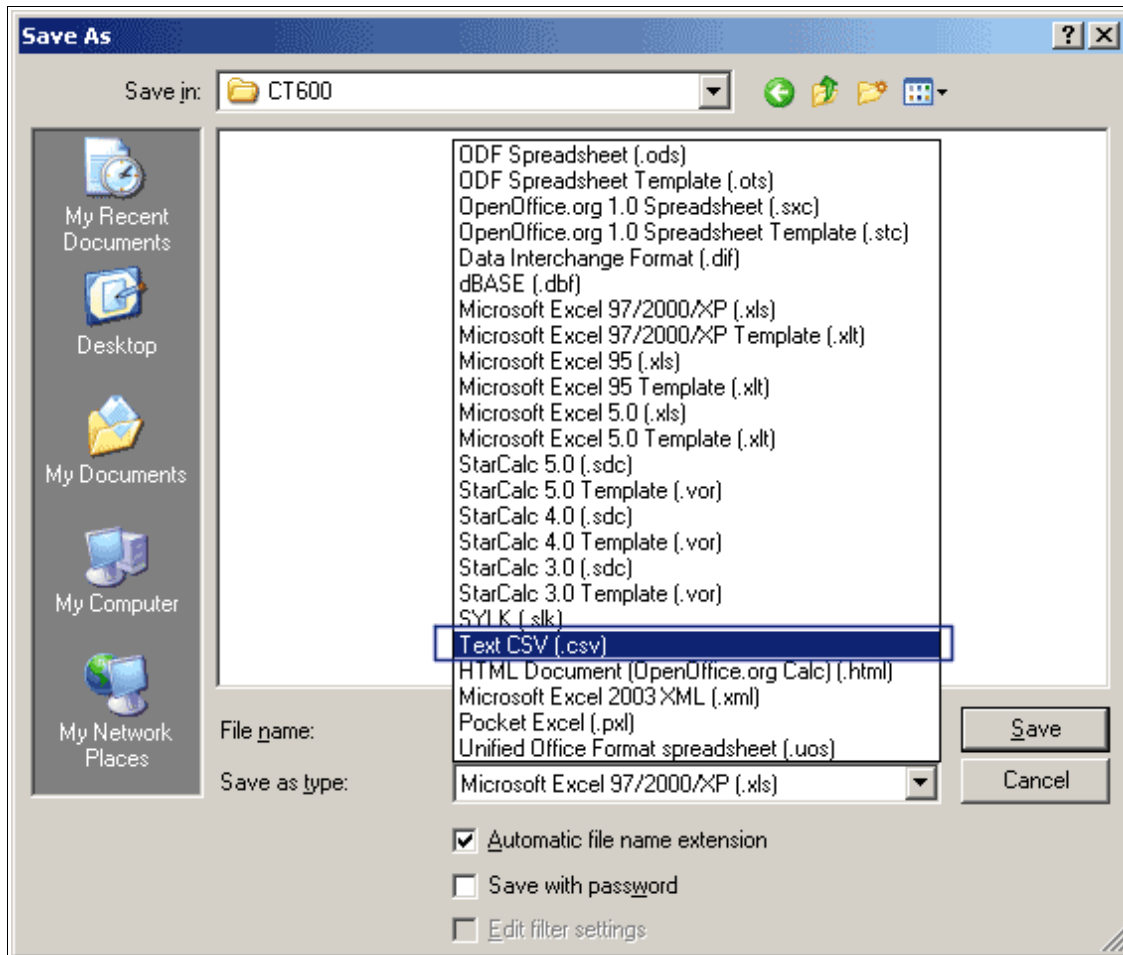 Save As
Save in:
CT600
My Recent
Documents
Desktop
My Documents
My Computer
My Network
Places
ODF Spreadsheet (.ods)
ODF Spreadsheet Template (.ots)
OpenOffice.org 1.0 Spreadsheet (.sxc)
OpenOffice.org 1.0 Spreadsheet Template (.stc)
Data Interchange Format (.dif)
dBASE (.dbf)
Microsoft Excel 97/2000/XP (.xls)
Microsoft Excel 97/2000/XP Template (.xlt)
Microsoft Excel 95 (.xls)
Microsoft Excel 95 Template (.xlt)
Microsoft Excel 5.0 (.xls)
Microsoft Excel 5.0 Template (.xlt)
StarCalc 5.0 (.sdc)
StarCalc 5.0 Template (.vor)
StarCalc 4.0 (.sdc)
StarCalc 4.0 Template (.vor)
StarCalc 3.0 (.sdc)
StarCalc 3.0 Template (.vor)
SYLK (.slk)
Text CSV (.csv)
HTML Document (OpenOffice.org Calc) (.html)
Microsoft Excel 2003 XML (.xml)
Pocket Excel (.pxl)
Unified Office Format spreadsheet (.uos)
File name:
Save
Save as type:
Microsoft Excel 97/2000/XP (.xls)
Cancel
Automatic file name extension
Save with password
Edit filter settings